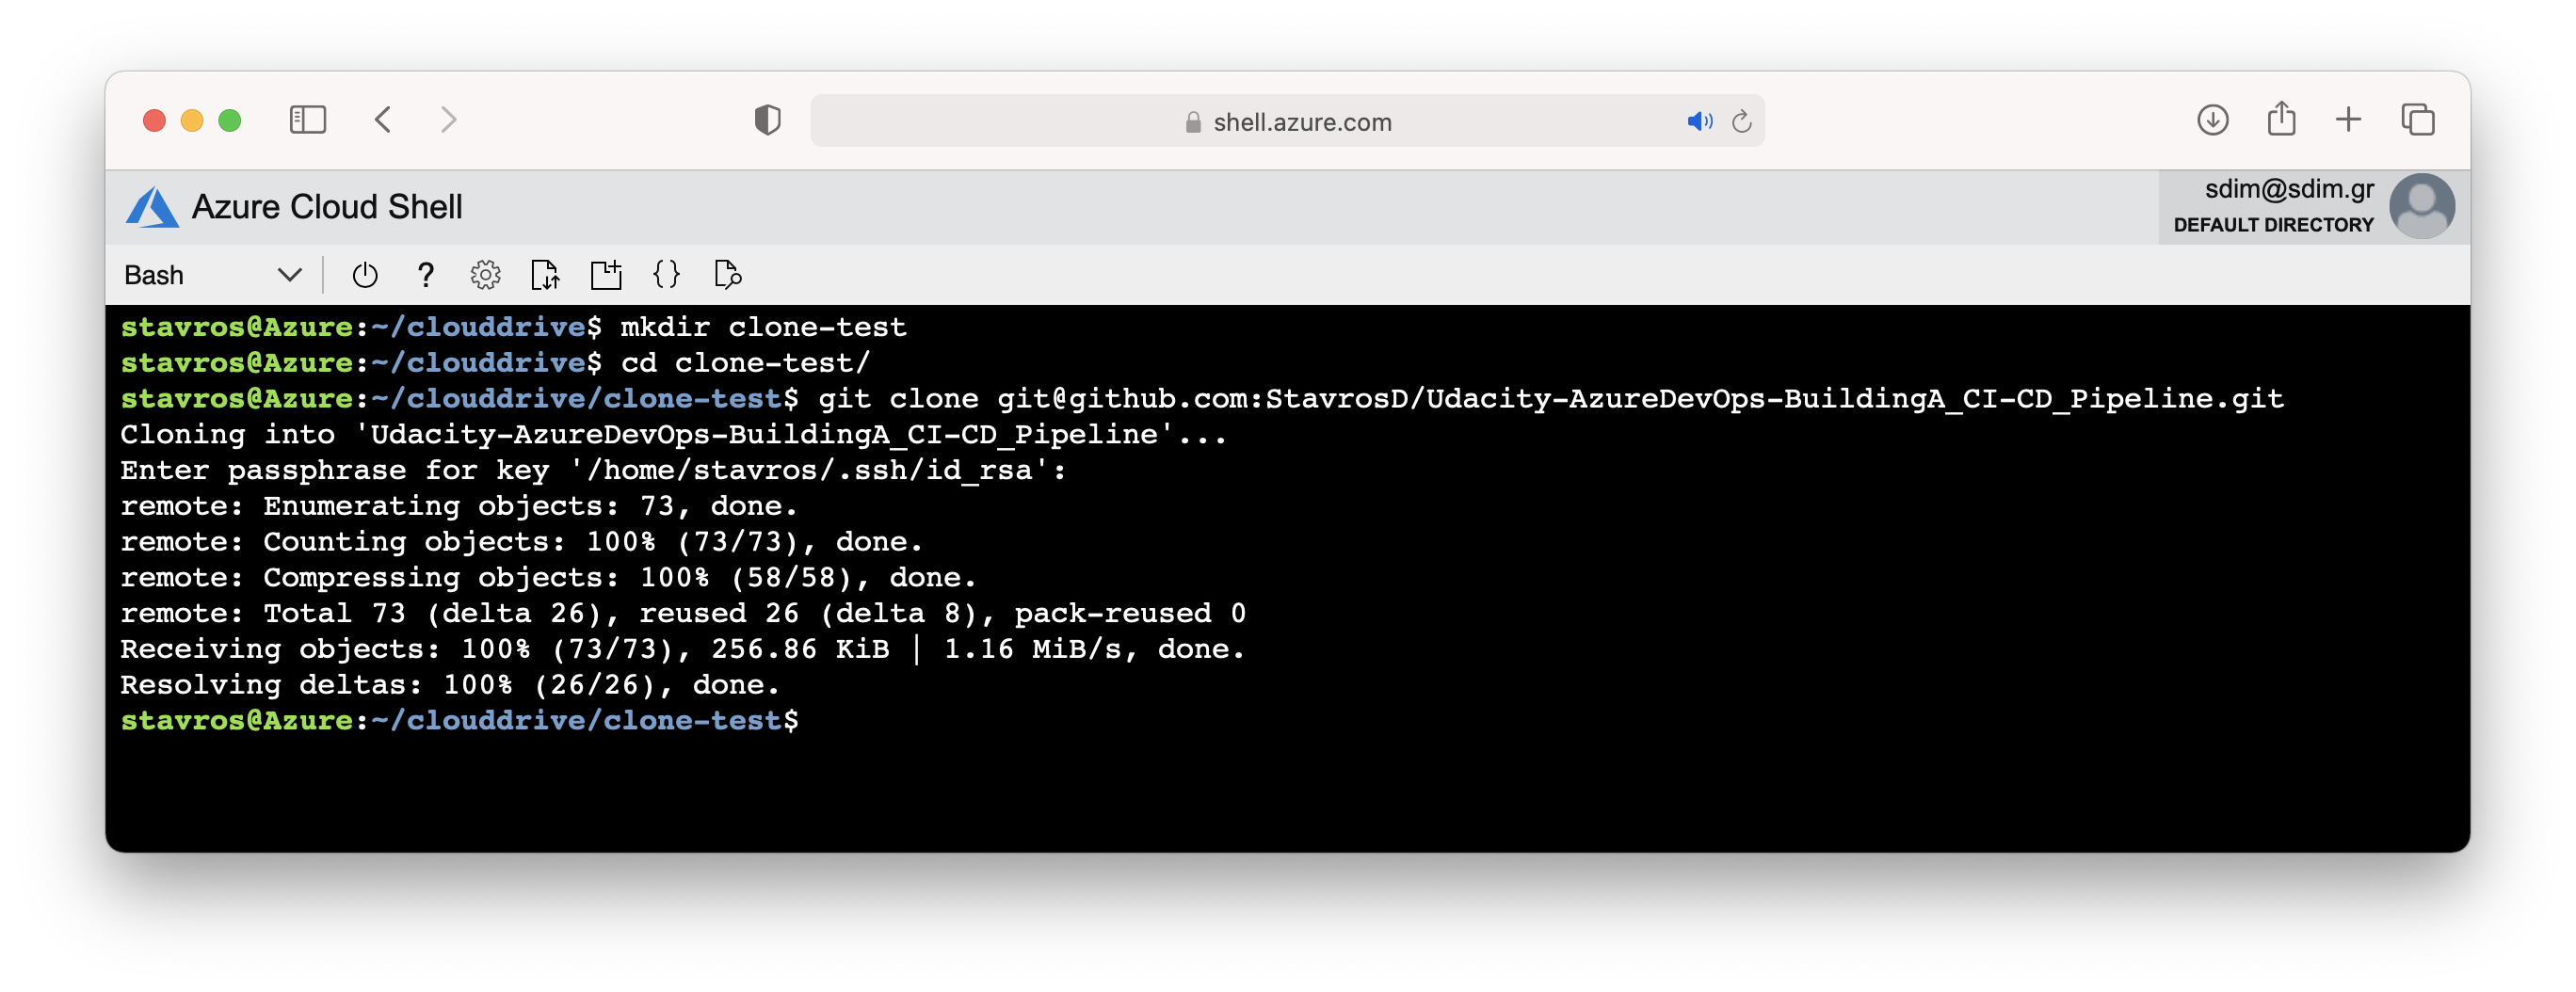 shell.azure.com
Azure Cloud Shell
sdim@sdim.gr
DEFAULT DIRECTORY
Bash
?
{}
stavros@Azure:~/clouddrive$ mkdir clone-test
stavros@Azure:~/clouddrive$ cd clone-test/
stavros@Azure:~/clouddrive/clone-test$ git clone git@github.com:StavrosD/Udacity-AzureDevOps-BuildingA_CI-CD_Pipeline.git
Cloning into 'Udacity-AzureDevOps-BuildingA_CI-CD_Pipeline'...
Enter passphrase for key '/home/stavros/.ssh/id_rsa':
remote: Enumerating objects: 73, done.
remote: Counting objects: 100% (73/73), done.
remote: Compressing objects: 100% (58/58), done.
remote: Total 73 (delta 26), reused 26 (delta 8), pack-reused 0
Receiving objects: 100% (73/73), 256.86 KiB | 1.16 MiB/s, done.
Resolving deltas: 100% (26/26), done.
stavros@Azure:~/clouddrive/clone-test$